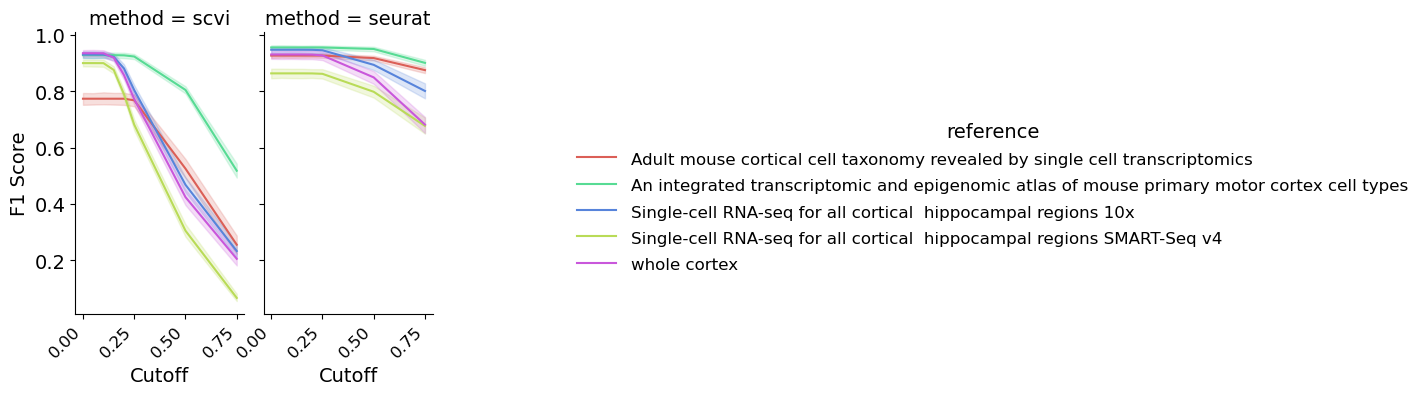 method = scvi
method = seurat
1.0
0.8
0.6
0.4
0.2
F1 Score
0.00
0.25
0.50
0.75
0.00
0.25
0.50
0.75
Cutoff
Cutoff
reference
Adult mouse cortical cell taxonomy revealed by single cell transcriptomics
An integrated transcriptomic and epigenomic atlas of mouse primary motor cortex cell types
Single-cell RNA-seq for all cortical  hippocampal regions 10x
Single-cell RNA-seq for all cortical  hippocampal regions SMART-Seq v4
whole cortex